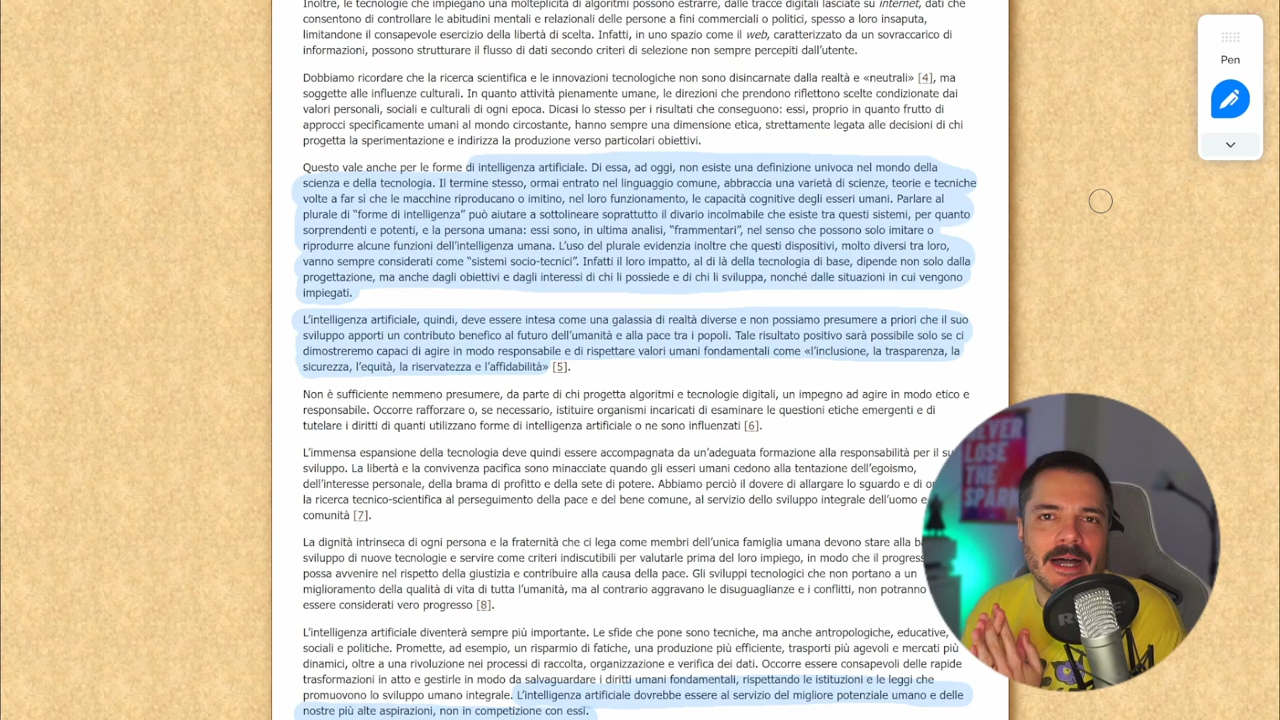 Inoltre, le tecnologie che impiegano una molteplicità di algoritmi possono estrarre, dalle tracce digitali lasciate su internet, dati che
consentono di controllare le abitudini mentali e relazionali delle persone a fini commerciali o politici, spesso a loro insaputa,
limitandone il consapevole esercizio della libertà di scelta. Infatti, in uno spazio come il web, caratterizzato da un sovraccarico di
informazioni, possono strutturare il flusso di dati secondo criteri di selezione non sempre percepiti dall'utente.
Dobbiamo ricordare che la ricerca scientifica e le innovazioni tecnologiche non sono disincarnate dalla realtà e «neutrali» [4], ma
soggette alle influenze culturali. In quanto attività pienamente umane, le direzioni che prendono riflettono scelte condizionate dai
valori personali, sociali e culturali di ogni epoca. Dicasi lo stesso per i risultati che conseguono: essi, proprio in quanto frutto di
approcci specificamente umani al mondo circostante, hanno sempre una dimensione etica, strettamente legata alle decisioni di chi
progetta la sperimentazione e indirizza la produzione verso particolari obiettivi.
Questo vale anche per le forme di intelligenza artificiale. Di essa, ad oggi, non esiste una definizione univoca nel mondo della
scienza e della tecnologia. Il termine stesso, ormai entrato nel linguaggio comune, abbraccia una varietà di scienze, teorie e tecniche
volte a far sì che le macchine riproducano o imitino, nel loro funzionamento, le capacità cognitive degli esseri umani. Parlare al
plurale di "forme di intelligenza" può aiutare a sottolineare soprattutto il divario incolmabile che esiste tra questi sistemi, per quanto
sorprendenti e potenti, e la persona umana: essi sono, in ultima analisi, "frammentari", nel senso che possono solo imitare o
riprodurre alcune funzioni dell'intelligenza umana. L'uso del plurale evidenzia inoltre che questi dispositivi, molto diversi tra loro,
vanno sempre considerati come "sistemi socio-tecnici". Infatti il loro impatto, al di là della tecnologia di base, dipende non solo dalla
progettazione, ma anche dagli obiettivi e dagli interessi di chi li possiede e di chi li sviluppa, nonché dalle situazioni in cui vengono
impiegati.
L'intelligenza artificiale, quindi, deve essere intesa come una galassia di realtà diverse e non possiamo presumere a priori che il suo
sviluppo apporti un contributo benefico al futuro dell'umanità e alla pace tra i popoli. Tale risultato positivo sarà possibile solo se ci
dimostreremo capaci di agire in modo responsabile e di rispettare valori umani fondamentali come «l'inclusione, la trasparenza, la
sicurezza, l'equità, la riservatezza e l'affidabilità» [5].
Non è sufficiente nemmeno presumere, da parte di chi progetta algoritmi e tecnologie digitali, un impegno ad agire in modo etico e
responsabile. Occorre rafforzare o, se necessario, istituire organismi incaricati di esaminare le questioni etiche emergenti e di
tutelare i diritti di quanti utilizzano forme di intelligenza artificiale o ne sono influenzati [6].
L'immensa espansione della tecnologia deve quindi essere accompagnata da un'adeguata formazione alla responsabilità per il su
sviluppo. La libertà e la convivenza pacifica sono minacciate quando gli esseri umani cedono alla tentazione dell'egoismo,
dell'interesse personale, della brama di profitto e della sete di potere. Abbiamo perciò il dovere di allargare lo sguardo e di or
la ricerca tecnico-scientifica al perseguimento della pace e del bene comune, al servizio dello sviluppo integrale dell'uomo e
comunità [7].
La dignità intrinseca di ogni persona e la fraternità che ci lega come membri dell'unica famiglia umana devono stare alla ba
sviluppo di nuove tecnologie e servire come criteri indiscutibili per valutarle prima del loro impiego, in modo che il progres
possa avvenire nel rispetto della giustizia e contribuire alla causa della pace. Gli sviluppi tecnologici che non portano a un
miglioramento della qualità di vita di tutta l'umanità, ma al contrario aggravano le disuguaglianze e i conflitti, non potranno
essere considerati vero progresso [8].
L'intelligenza artificiale diventerà sempre più importante. Le sfide che pone sono tecniche, ma anche antropologiche, educative,
sociali e politiche. Promette, ad esempio, un risparmio di fatiche, una produzione più efficiente, trasporti più agevoli e mercati più
dinamici, oltre a una rivoluzione nei processi di raccolta, organizzazione e verifica dei dati. Occorre essere consapevoli delle rapide
trasformazioni in atto e gestirle in modo da salvaguardare i diritti umani fondamentali, rispettando le istituzioni e le leggi che
promuovono lo sviluppo umano integrale. L'intelligenza artificiale dovrebbe essere al servizio del migliore potenziale umano e delle
nostre più alte aspirazioni, non in competizione con essi.
Pen
NEVER
LOSE
THE
SPARK